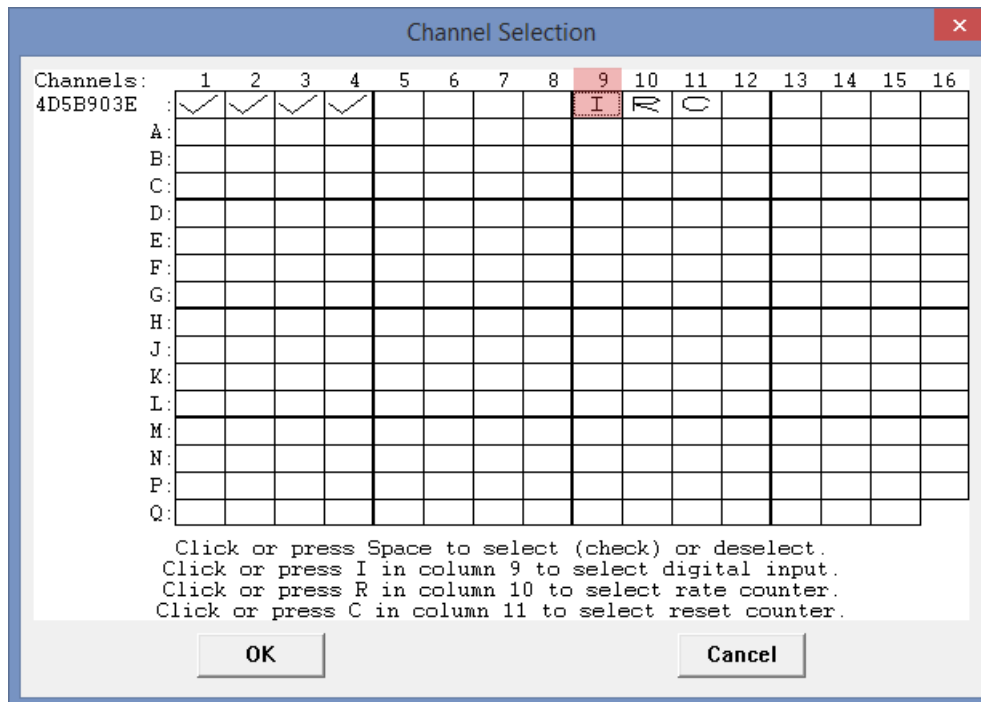 Channel Selection
Channels: 1 2 3 4 5 6 7 8 9 10 11 12 13 14 15 16
4D5B903E : I R C
A:
B:
C:
D:
E:
F:
G:
H:
J:
K:
L:
M:
N:
P:
Q:
Click or press Space to select (check) or deselect.
Click or press I in column 9 to select digital input.
Click or press R in column 10 to select rate counter.
Click or press C in column 11 to select reset counter.
OK Cancel